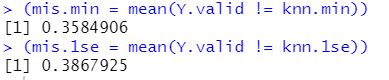 > (mis.min = mean(Y.valid != knn.min))
[1] 0.3584906
> (mis.1se = mean(Y.valid != knn.1se))
[1] 0.3867925